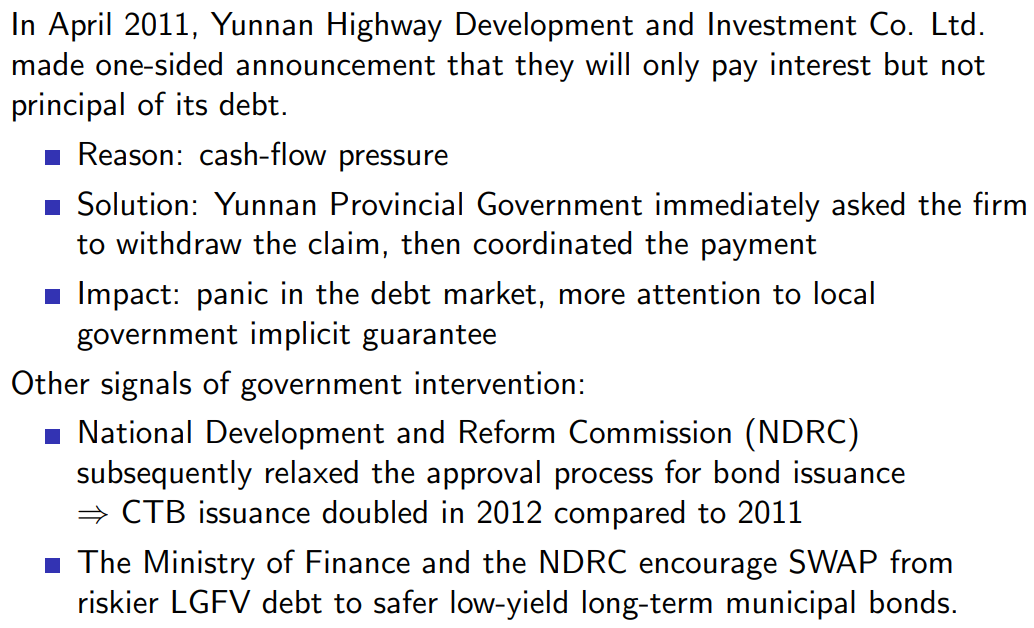 In April 2011, Yunnan Highway Development and Investment Co. Ltd.
made one-sided announcement that they will only pay interest but not
principal of its debt.
Reason: cash-flow pressure
Solution: Yunnan Provincial Government immediately asked the firm
to withdraw the claim, then coordinated the payment
Impact: panic in the debt market, more attention to local
government implicit guarantee
Other signals of government intervention:
National Development and Reform Commission (NDRC)
subsequently relaxed the approval process for bond issuance
⇒ CTB issuance doubled in 2012 compared to 2011
The Ministry of Finance and the NDRC encourage SWAP from
riskier LGFV debt to safer low-yield long-term municipal bonds.